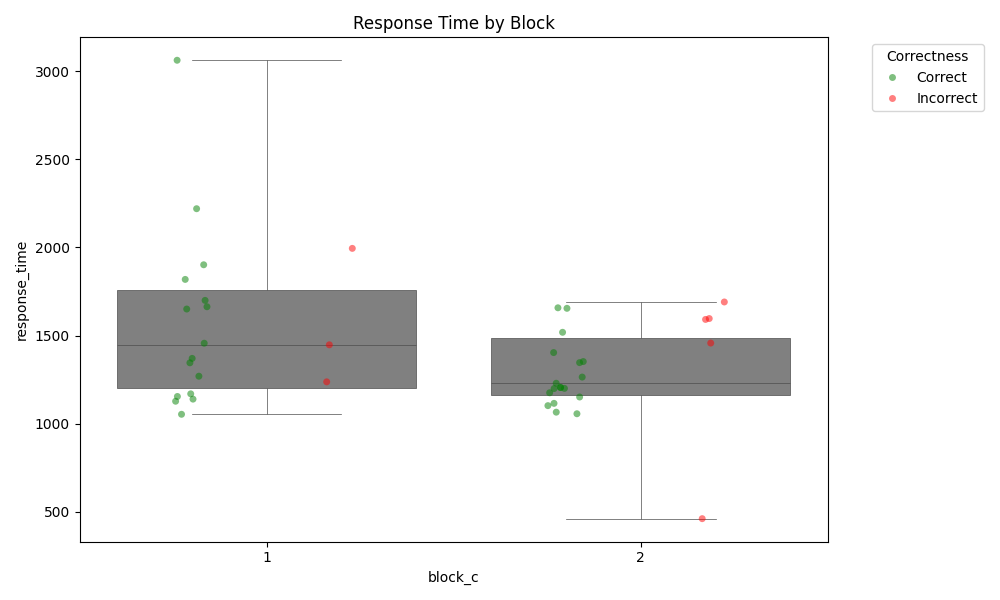 Response Time by Block
Correctness
Correct
Incorrect
response_time
3000
2500
2000
1500
1000
500
1
2
block_c